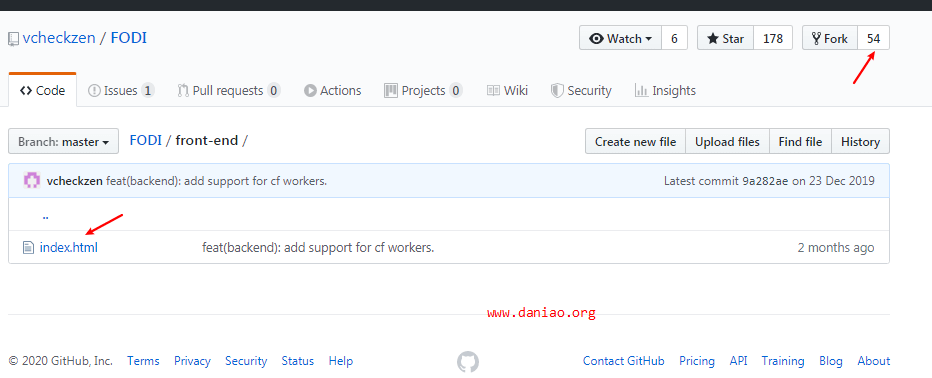 vcheckzen / FODI Watch 6 Star 178 Fork 54
Code Issues 1 Pull requests 0 Actions Projects 0 Wiki Security Insights
Branch: master FODI / front-end / Create new file Upload files Find file History
vcheckzen feat(backend): add support for cf workers. Latest commit 9a282ae on 23 Dec 2019
..
index.html feat(backend): add support for cf workers. 2 months ago
www.daniao.org
© 2020 GitHub, Inc. Terms Privacy Security Status Help Contact GitHub Pricing API Training Blog About